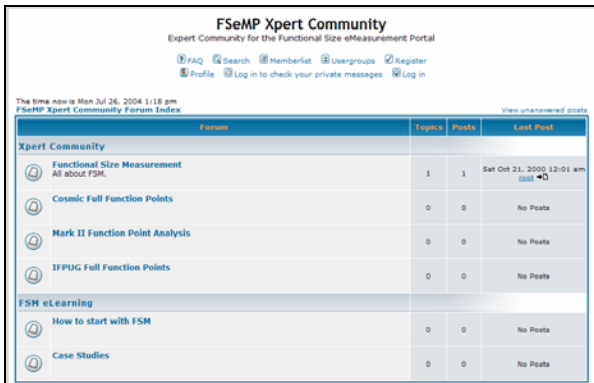 FSeMP Xpert Community
Expert Community for the Functional Size eMeasurement Portal
FAQ Search Memberlist Usergroups Register
Profile Log in to check your private messages Log in
The time now is Mon Jul 26, 2004 1:18 pm
FSeMP Xpert Community Forum Index View unanswered posts
Forum Topics Posts Last Post
Xpert Community
Functional Size Measurement
All about FSM.
1 1 Sat Oct 21, 2000 12:01 am
root
Cosmic Full Function Points
0 0 No Posts
Mark II Function Point Analysis
0 0 No Posts
IFPUG Full Function Points
0 0 No Posts
FSM eLearning
How to start with FSM
0 0 No Posts
Case Studies
0 0 No Posts